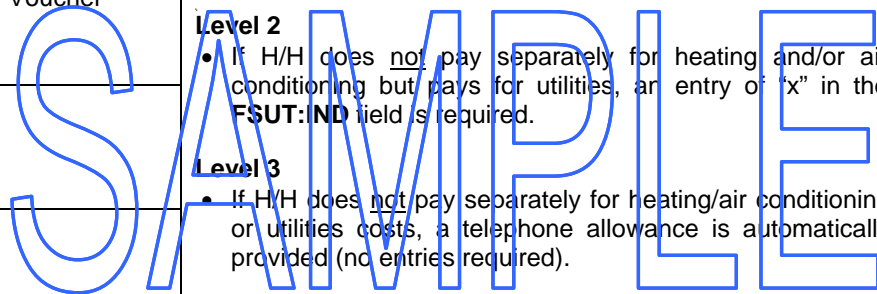 Voucher
Level 2
• If H/H does not pay separately for heating and/or ai
conditioning but pays for utilities, an entry of “x” in the
FSUT:IND field is required.
Level 3
• If H/H does not pay separately for heating/air conditionin
or utilities costs, a telephone allowance is automaticall
provided (no entries required).
SAMPLE